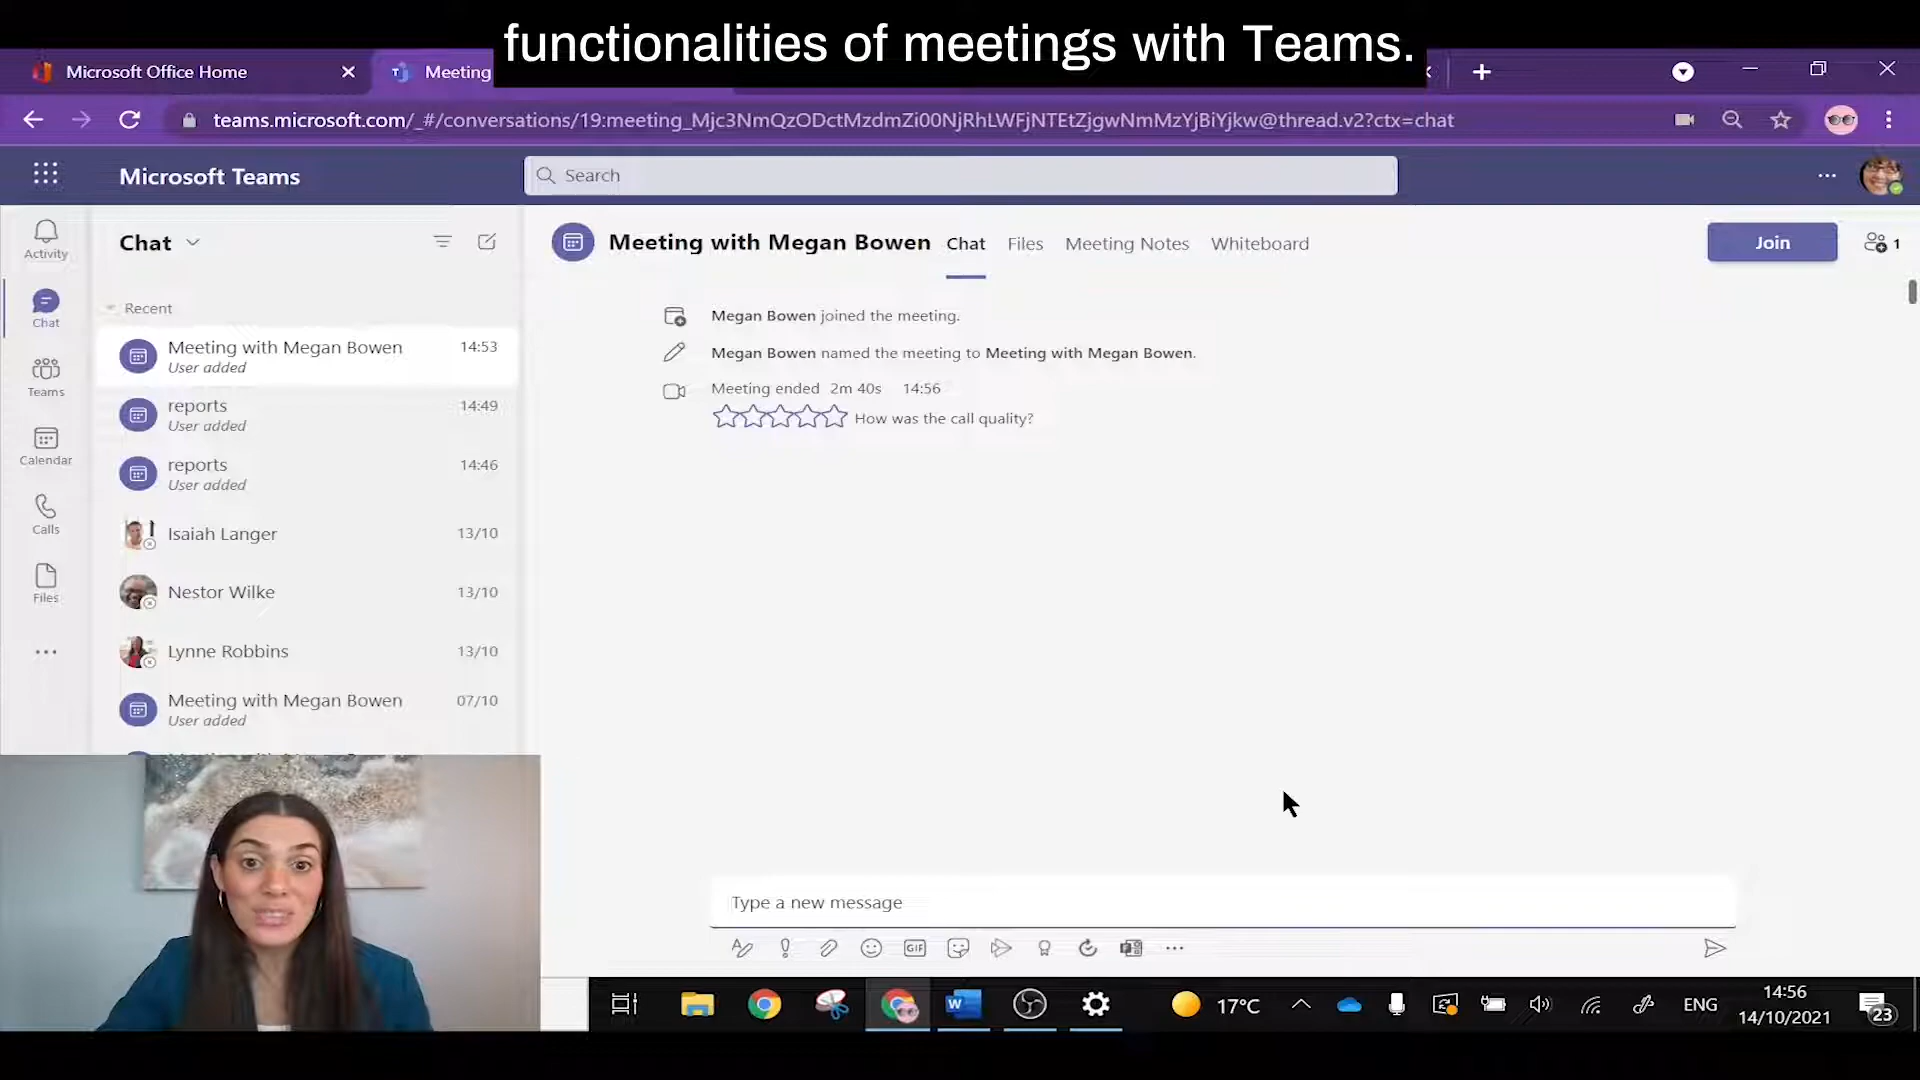 functionalities of meetings with Teams.
Microsoft Office Home
Meeting
teams.microsoft.com/_#/conversations/19:meeting_Mjc3NmQzODctMzdmZi00NjRhLWFjNTEtZjgwNmMzYjBiYjkw@thread.v2?ctx=chat
Microsoft Teams
Search
Activity
Chat
Teams
Calendar
Calls
Files
Chat
Recent
Meeting with Megan Bowen 14:53
User added
reports 14:49
User added
reports 14:46
User added
Isaiah Langer 13/10
Nestor Wilke 13/10
Lynne Robbins 13/10
Meeting with Megan Bowen 07/10
User added
Meeting with Megan Bowen Chat Files Meeting Notes Whiteboard
Join 1
Megan Bowen joined the meeting.
Megan Bowen named the meeting to Meeting with Megan Bowen.
Meeting ended 2m 40s 14:56
How was the call quality?
Type a new message
GIF
17°C
ENG
14:56
14/10/2021
23